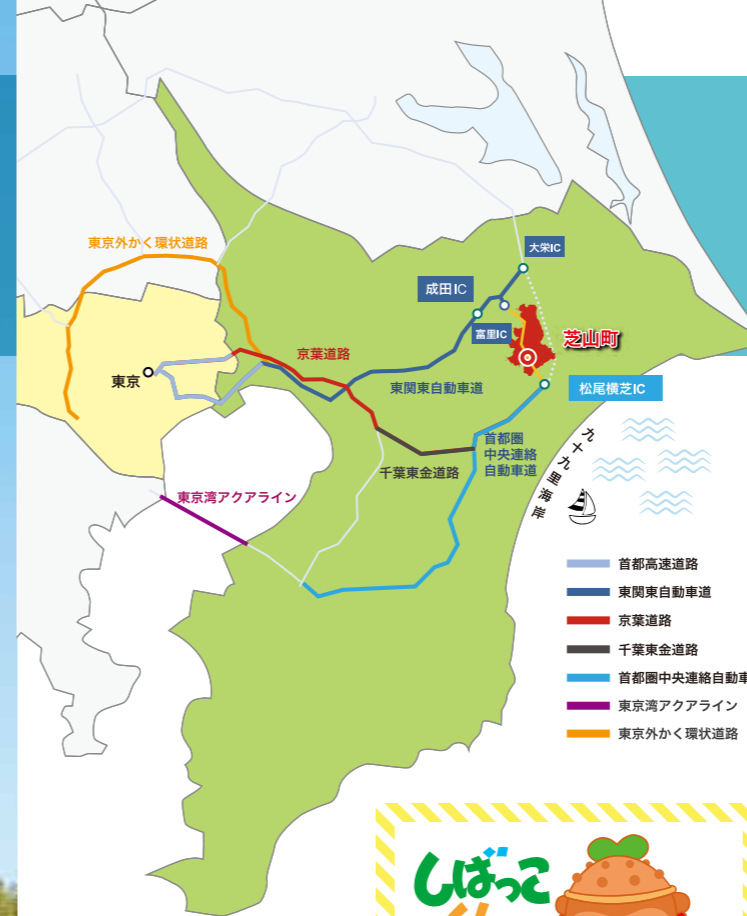 東京外かく環状道路
大栄IC
成田IC
富里IC
芝山町
京葉道路
東京
東関東自動車道
松尾横芝IC
首都圏
中央連絡
自動車道
千葉東金道路
九十九里海岸
東京湾アクアライン
首都高速道路
東関東自動車道
京葉道路
千葉東金道路
首都圏中央連絡自動車
東京湾アクアライン
東京外かく環状道路
しばっこ